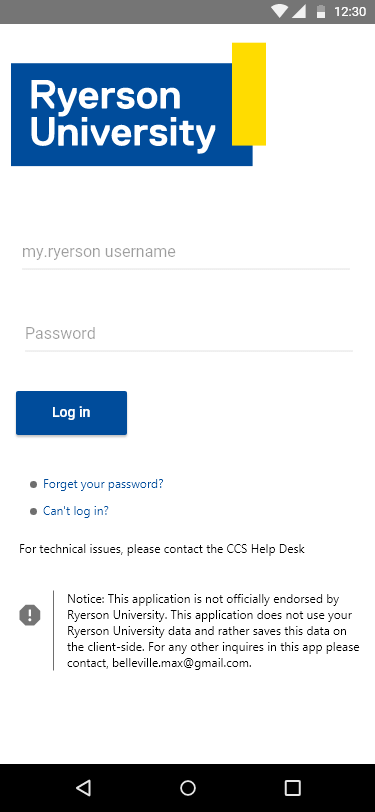 12:30
Ryerson
University
my.ryerson username
Password
Log in
Forget your password?
Can't log in?
For technical issues, please contact the CCS Help Desk
Notice: This application is not officially endorsed by
Ryerson University. This application does not use your
Ryerson University data and rather saves this data on
the client-side. For any other inquires in this app please
contact, belleville.max@gmail.com.